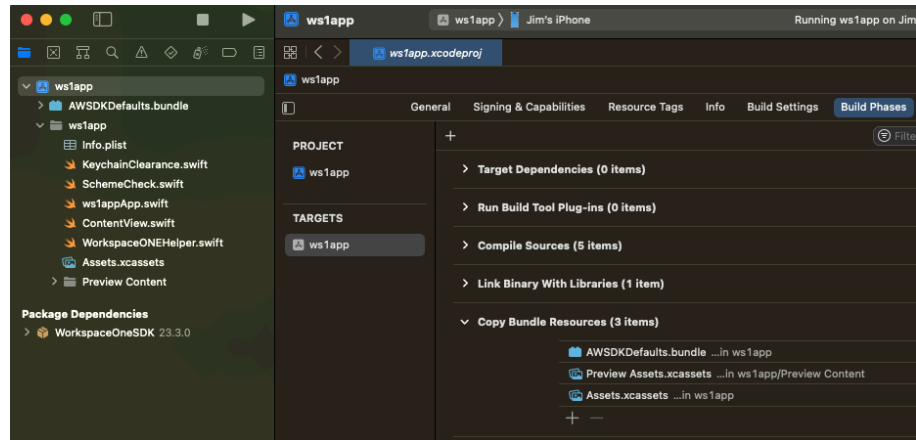 ws1app
ws1app 〉 Jim's iPhone
Running ws1app on Jim
ws1app.xcodeproj
ws1app
ws1app
AWSDKDefaults.bundle
ws1app
Info.plist
KeychainClearance.swift
SchemeCheck.swift
ws1appApp.swift
ContentView.swift
WorkspaceONEHelper.swift
Assets.xcassets
Preview Content
Package Dependencies
WorkspaceOneSDK 23.3.0
General Signing & Capabilities Resource Tags Info Build Settings Build Phases
PROJECT
ws1app
TARGETS
ws1app
+
Filte
Target Dependencies (0 items)
Run Build Tool Plug-ins (0 items)
Compile Sources (5 items)
Link Binary With Libraries (1 item)
Copy Bundle Resources (3 items)
AWSDKDefaults.bundle ...in ws1app
Preview Assets.xcassets ...in ws1app/Preview Content
Assets.xcassets ...in ws1app
+ −